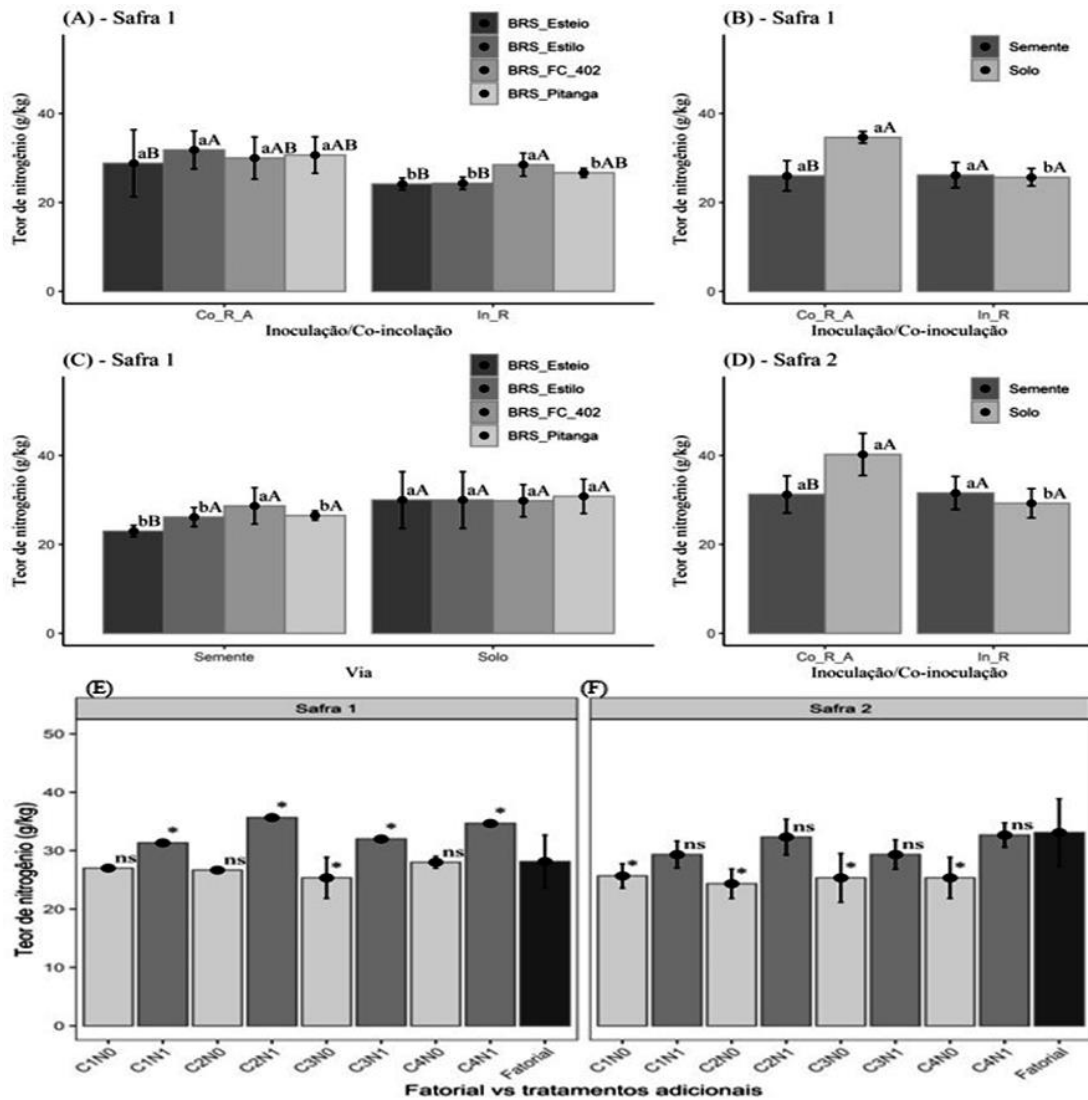 (A) - Safra 1
BRS_Esteio
BRS_Estilo
BRS_FC_402
BRS_Pitanga
Teor de nitrogênio (g/kg)
40
20
0
aB
aA
aAB
aAB
bB
bB
aA
bAB
Co_R_A
In_R
Inoculação/Co-incolação
(B) - Safra 1
Semente
Solo
Teor de nitrogênio (g/kg)
40
20
0
aB
aA
aA
bA
Co_R_A
In_R
Inoculação/Co-inoculação
(C) - Safra 1
BRS_Esteio
BRS_Estilo
BRS_FC_402
BRS_Pitanga
Teor de nitrogênio (g/kg)
40
20
0
bB
bA
aA
bA
aA
aA
aA
aA
Semente
Solo
Via
(D) - Safra 2
Semente
Solo
Teor de nitrogênio (g/kg)
40
20
0
aB
aA
aA
bA
Co_R_A
In_R
Inoculação/Co-inoculação
(E)
Safra 1
Teor de nitrogênio (g/kg)
50
40
30
20
10
0
ns
*
ns
*
*
*
ns
*
C1N0
C1N1
C2N0
C2N1
C3N0
C3N1
C4N0
C4N1
Fatorial
(F)
Safra 2
*
ns
*
ns
*
ns
*
ns
C1N0
C1N1
C2N0
C2N1
C3N0
C3N1
C4N0
C4N1
Fatorial
Fatorial vs tratamentos adicionais